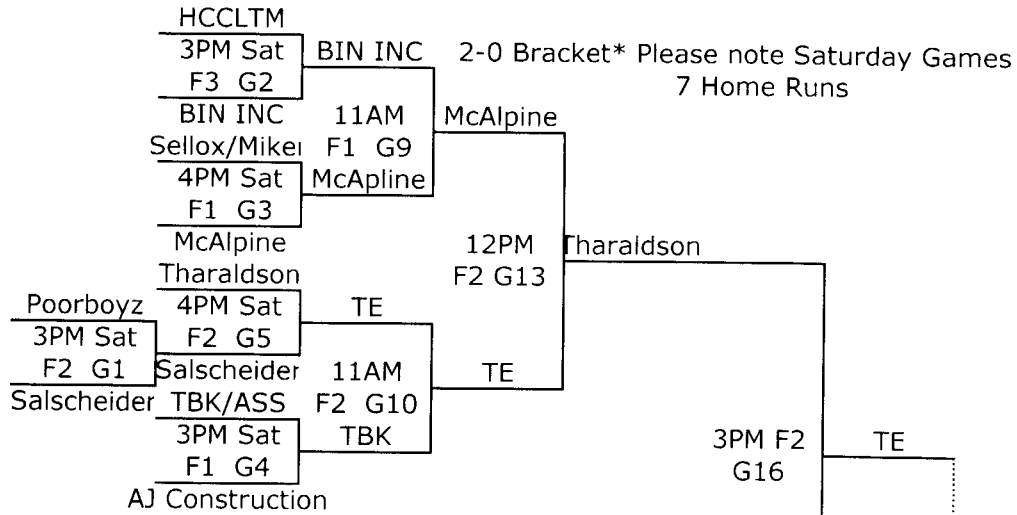 HCCLTM
3PM Sat
F3 G2
BIN INC
2-0 Bracket* Please note Saturday Games
7 Home Runs
BIN INC
11AM
F1 G9
McAlpine
Sellox/Miker
4PM Sat
F1 G3
McApline
McAlpine
12PM
F2 G13
Tharaldson
Tharaldson
4PM Sat
F2 G5
TE
Poorboyz
3PM Sat
F2 G1
Salscheider
Salscheider
11AM
F2 G10
TE
TBK/ASS
3PM Sat
F1 G4
TBK
AJ Construction
3PM F2
G16
TE